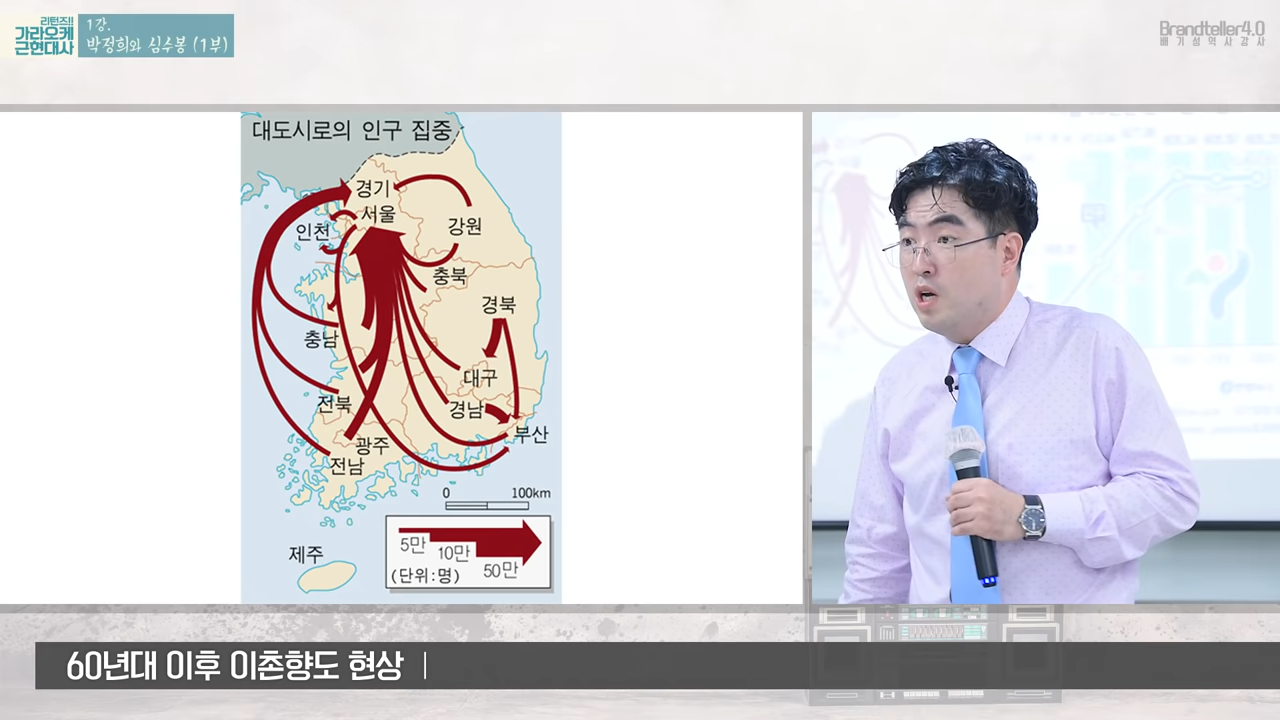 리턴즈!!
가라오케
근현대사
1강.
박정희와 심수봉 (1부)
Brandteller4.0
배기성역사강사
대도시로의 인구 집중
경기
서울
인천
강원
충북
경북
충남
대구
전북
경남
부산
광주
전남
0 100km
제주
5만 10만 50만
(단위:명)
60년대 이후 이촌향도 현상